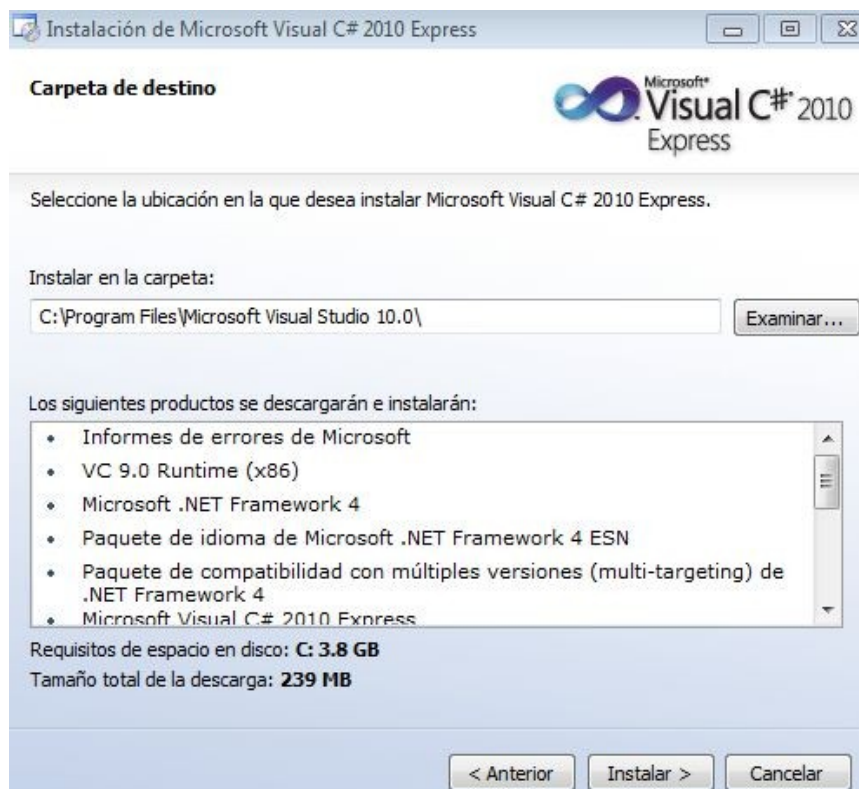 Instalación de Microsoft Visual C# 2010 Express
Carpeta de destino
Microsoft®
Visual C#® 2010
Express
Seleccione la ubicación en la que desea instalar Microsoft Visual C# 2010 Express.
Instalar en la carpeta:
C:\Program Files\Microsoft Visual Studio 10.0\
Examinar...
Los siguientes productos se descargarán e instalarán:
• Informes de errores de Microsoft
• VC 9.0 Runtime (x86)
• Microsoft .NET Framework 4
• Paquete de idioma de Microsoft .NET Framework 4 ESN
• Paquete de compatibilidad con múltiples versiones (multi-targeting) de
.NET Framework 4
• Microsoft Visual C# 2010 Express
Requisitos de espacio en disco: C: 3.8 GB
Tamaño total de la descarga: 239 MB
< Anterior
Instalar >
Cancelar